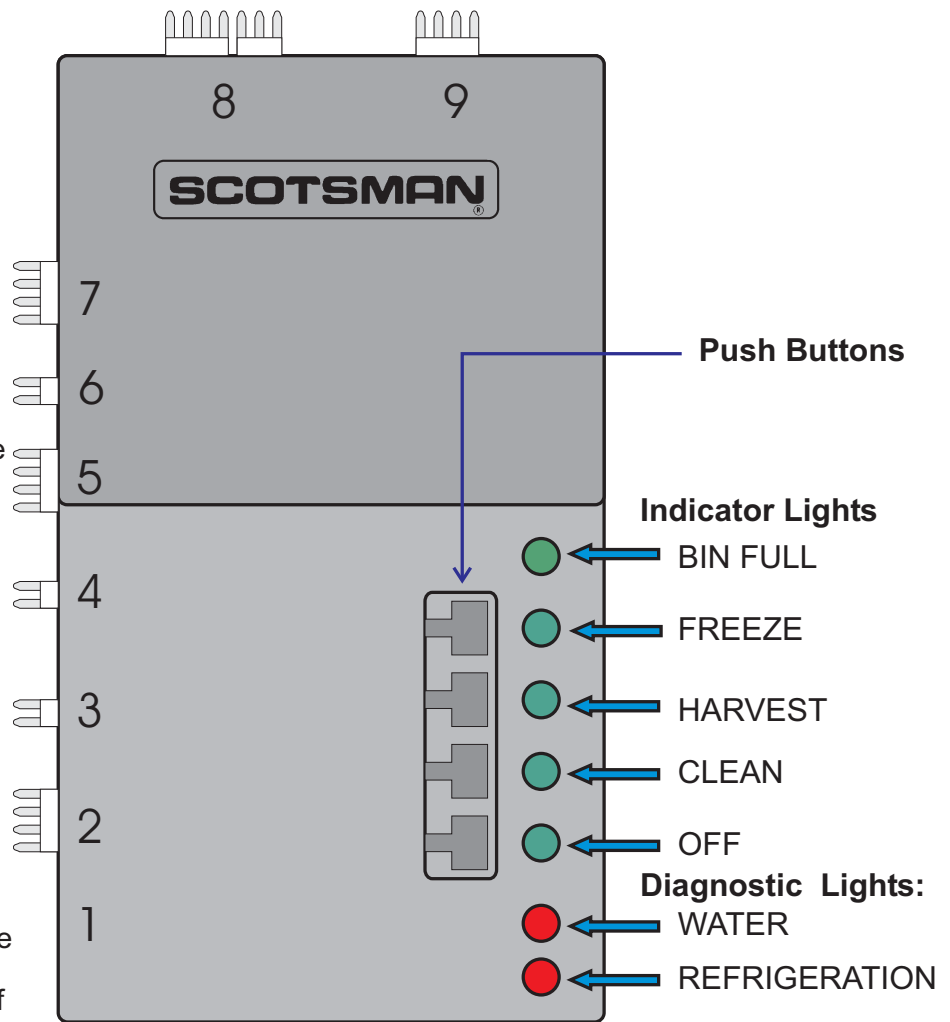 8 9
SCOTSMAN®
7
Push Buttons
6
e
5
Indicator Lights
BIN FULL
4
FREEZE
3
HARVEST
CLEAN
2
OFF
Diagnostic Lights:
1
WATER
e
REFRIGERATION
f